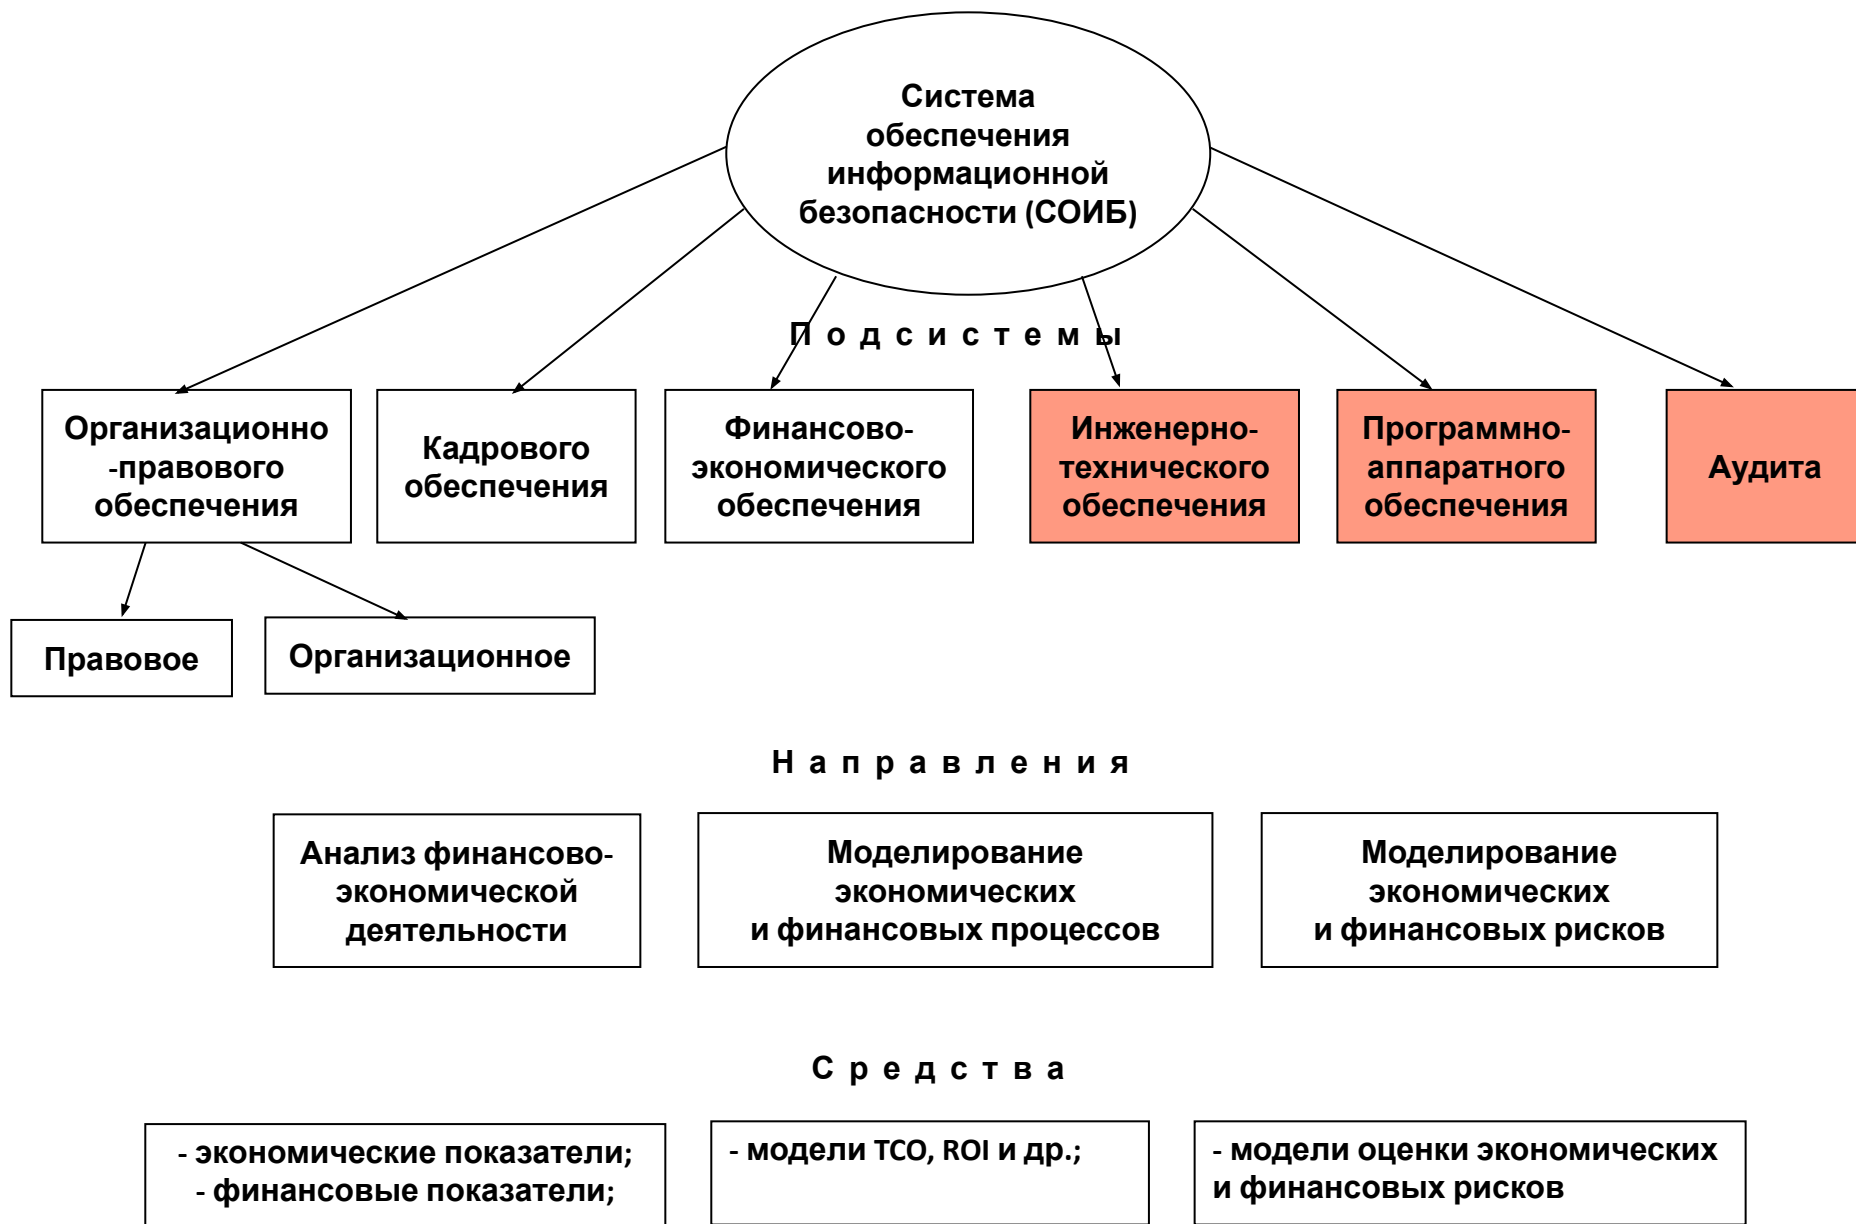 Система
обеспечения
информационной
безопасности (СОИБ)
П о д с и с т е м ы
Организационно
-правового
обеспечения
Кадрового
обеспечения
Финансово-
экономического
обеспечения
Инженерно-
технического
обеспечения
Программно-
аппаратного
обеспечения
Аудита
Правовое
Организационное
Н а п р а в л е н и я
Анализ финансово-
экономической
деятельности
Моделирование
экономических
и финансовых процессов
Моделирование
экономических
и финансовых рисков
С р е д с т в а
- экономические показатели;
- финансовые показатели;
- модели TCO, ROI и др.;
- модели оценки экономических
и финансовых рисков